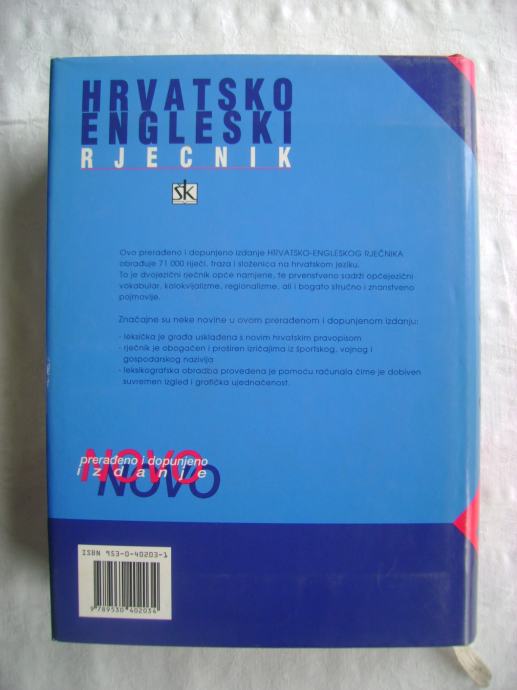 HRVATSKO
ENGLESKI
RJEČNIK
šk
Ovo prerađeno i dopunjeno izdanje HRVATSKO-ENGLESKOG RJEČNIKA
obrađuje 71 000 riječi, fraza i složenica na hrvatskom jeziku.
To je dvojezični rječnik opće namjene, te prvenstveno sadrži općejezični
vokabular, kolokvijalizme, regionalizme, ali i bogato stručno i znanstveno
pojmovlje.
Značajne su neke novine u ovom prerađenom i dopunjenom izdanju:
- leksička je građa usklađena s novim hrvatskim pravopisom
- rječnik je obogaćen i proširen izričajima iz športskog, vojnog i
gospodarskog nazivlja
- leksikografska obradba provedena je pomoću računala čime je dobiven
suvremen izgled i grafička ujednačenost.
prerađeno i dopunjeno
izdanje
NOVO
NOVO
ISBN 953-0-40203-1
9 789530 402034